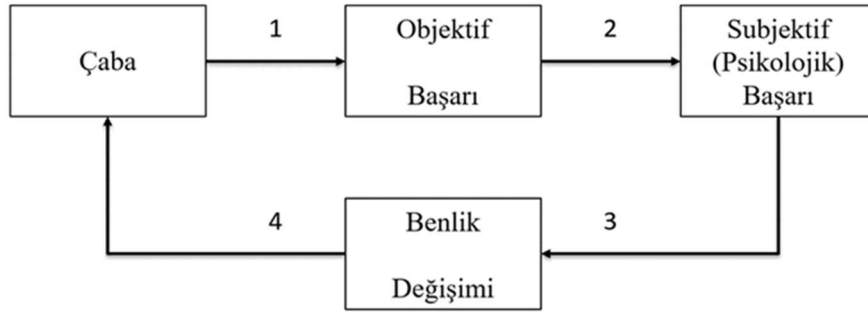 Çaba
1
Objektif
Başarı
2
Subjektif
(Psikolojik)
Başarı
3
Benlik
Değişimi
4